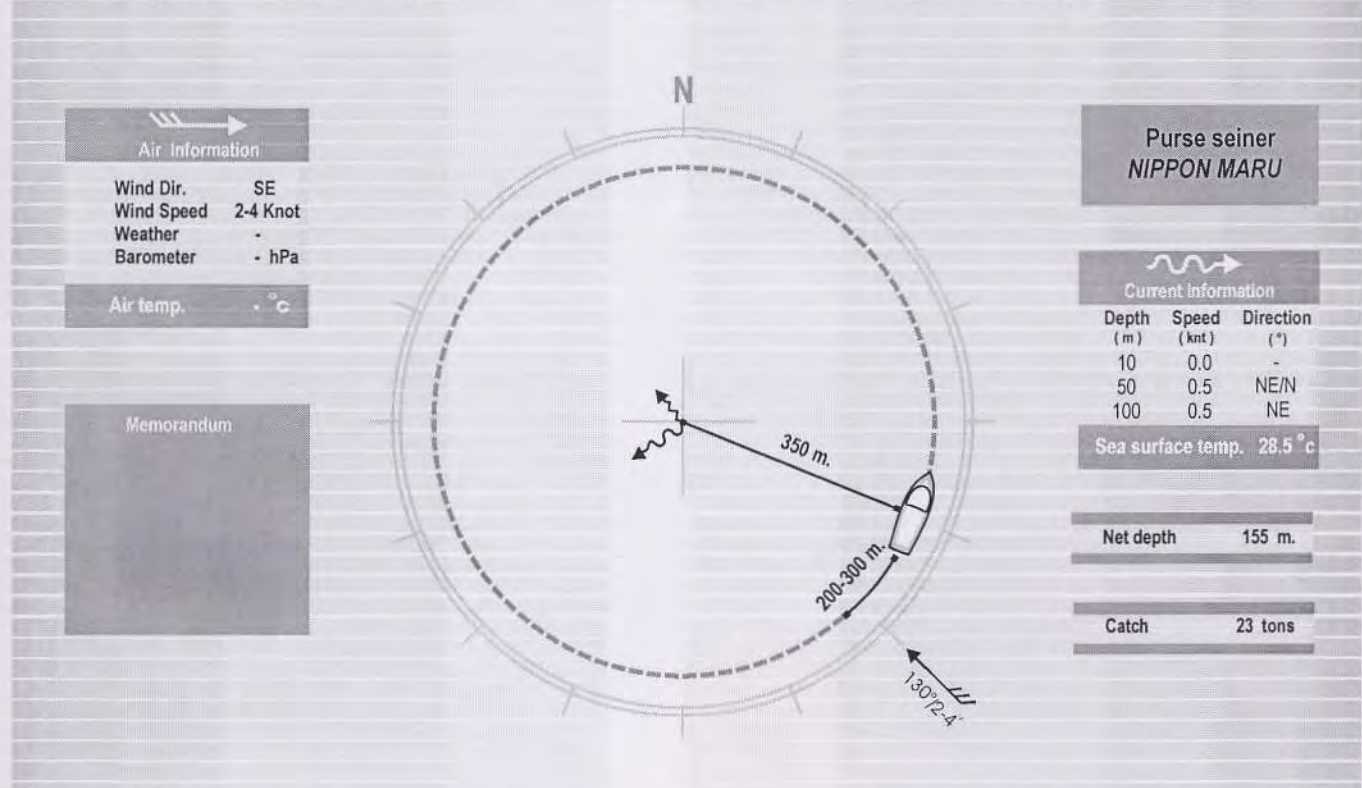 N
Air Information
Wind Dir. SE
Wind Speed 2-4 Knot
Weather -
Barometer - hPa
Air temp. - °c
Memorandum
350 m.
200-300 m.
130°/2-4'
Purse seiner
NIPPON MARU
Current Information
Depth Speed Direction
(m) (knt) (°)
10 0.0 -
50 0.5 NE/N
100 0.5 NE
Sea surface temp. 28.5 °c
Net depth 155 m.
Catch 23 tons